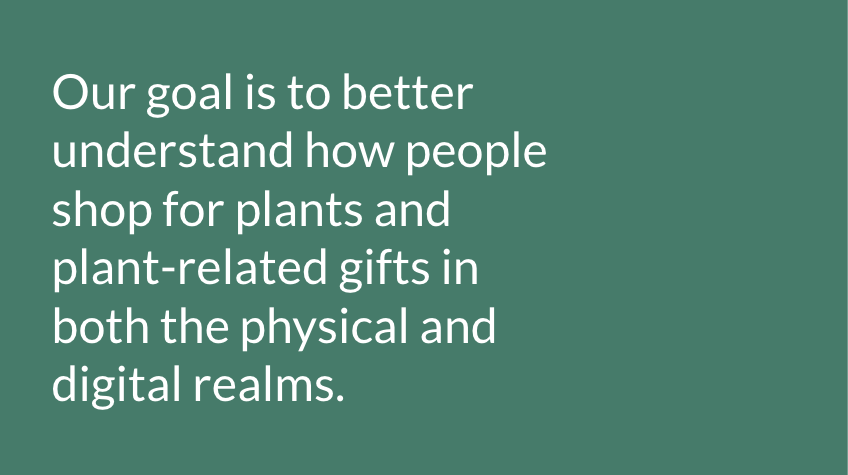 Our goal is to better
understand how people
shop for plants and
plant-related gifts in
both the physical and
digital realms.